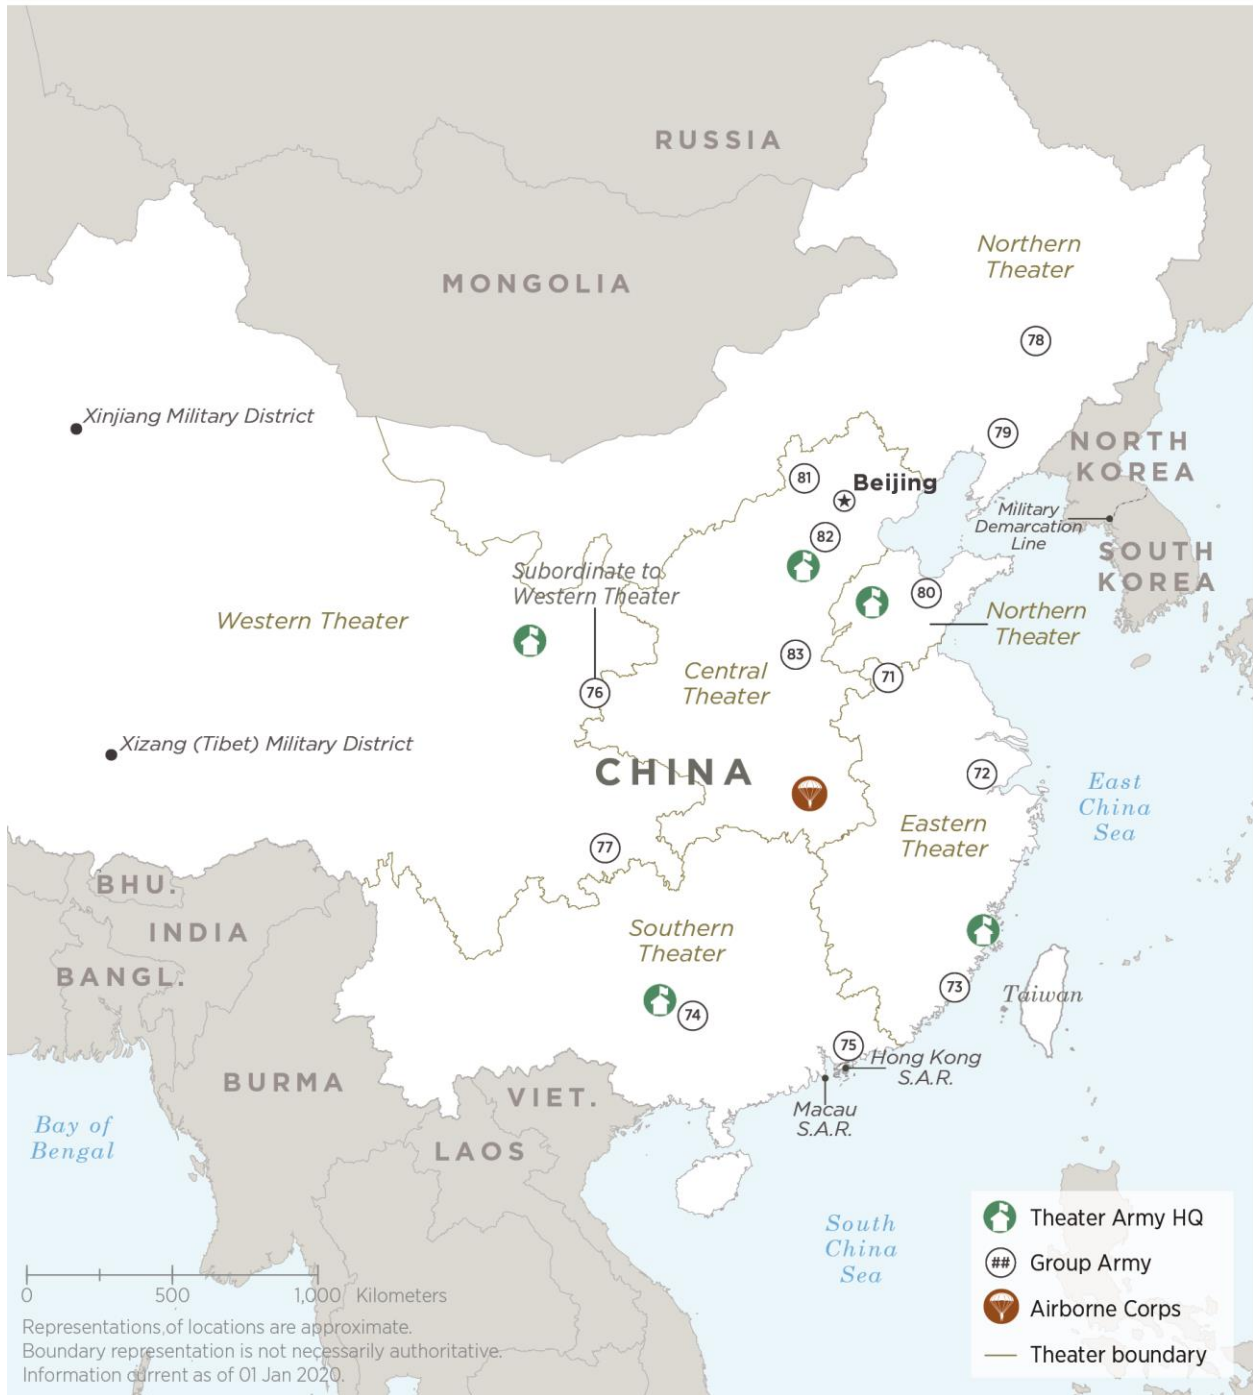 RUSSIA
MONGOLIA
Northern
Theater
78
Xinjiang Military District
79
NORTH
KOREA
81
Beijing
Military
Demarcation
Line
82
SOUTH
KOREA
Subordinate to
Western Theater
80
Western Theater
Northern
Theater
83
71
Central
Theater
76
Xizang (Tibet) Military District
CHINA
72
East
China
Sea
Eastern
Theater
77
BHU.
INDIA
BANGL.
Southern
Theater
73
Taiwan
74
75
Hong Kong
S.A.R.
BURMA
VIET.
Macau
S.A.R.
LAOS
Bay of
Bengal
South
China
Sea
Theater Army HQ
## Group Army
Airborne Corps
Theater boundary
0 500 1,000 Kilometers
Representations,of locations are approximate.
Boundary representation is not necessarily authoritative.
Information current as of 01 Jan 2020.